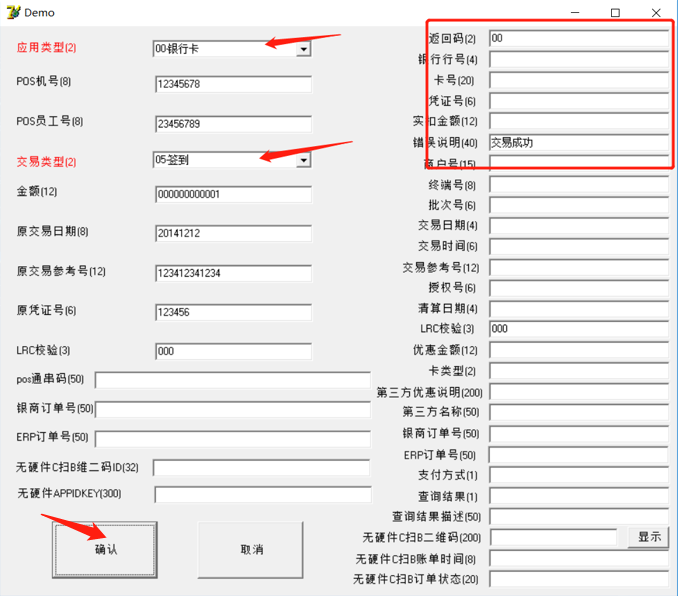 Demo
应用类型(2)
00-银行卡
POS机号(8)
12345678
POS员工号(8)
23456789
交易类型(2)
05-签到
金额(12)
000000000001
原交易日期(8)
20141212
原交易参考号(12)
123412341234
原凭证号(6)
123456
LRC校验(3)
000
pos通串码(50)
银商订单号(50)
ERP订单号(50)
无硬件C扫B维二码ID(32)
无硬件APPIDKEY(300)
确认
取消
返回码(2)
00
银行行号(4)
卡号(20)
凭证号(6)
实扣金额(12)
错误说明(40)
交易成功
商户号(15)
终端号(8)
批次号(6)
交易日期(4)
交易时间(6)
交易参考号(12)
授权号(6)
清算日期(4)
LRC校验(3)
000
优惠金额(12)
卡类型(2)
第三方优惠说明(200)
第三方名称(50)
银商订单号(50)
ERP订单号(50)
支付方式(1)
查询结果(1)
查询结果描述(50)
无硬件C扫B二维码(200)
显示
无硬件C扫B账单时间(8)
无硬件C扫B订单状态(20)